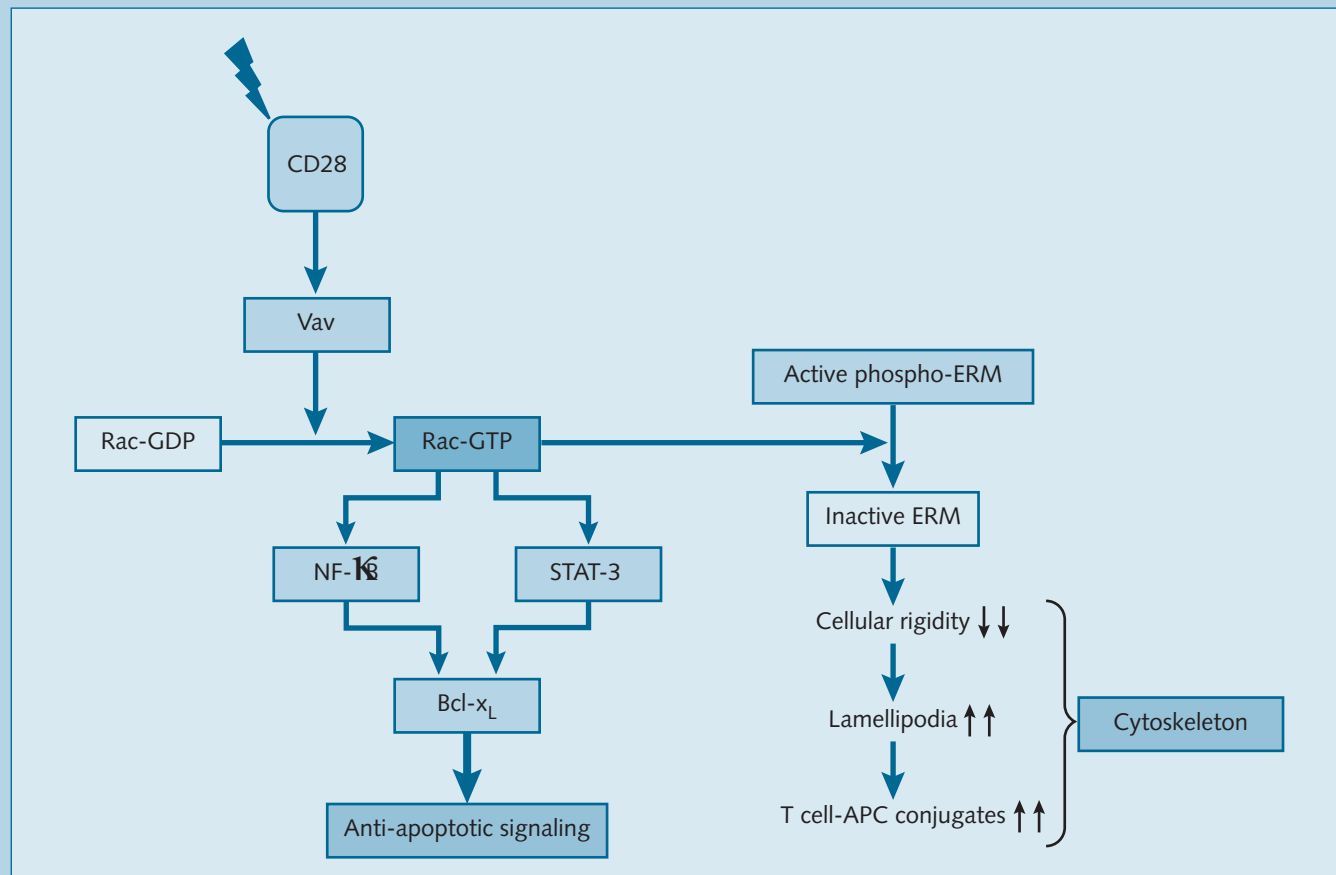 CD28
Vav
Active phospho-ERM
Rac-GDP
Rac-GTP
Inactive ERM
NF-κB
STAT-3
Cellular rigidity ↓ ↓
Bcl-xL
Lamellipodia ↑ ↑
Cytoskeleton
T cell-APC conjugates ↑ ↑
Anti-apoptotic signaling